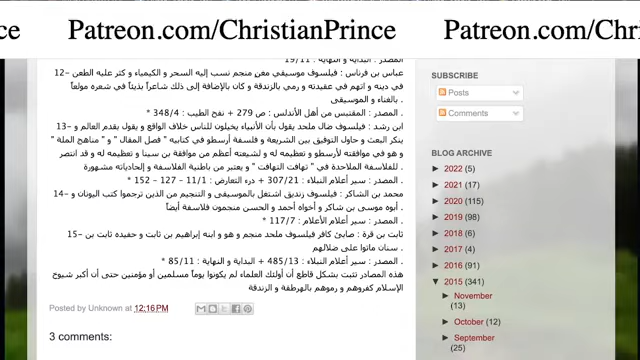 ce
Patreon.com/ChristianPrince
Patreon.com/Chri
المصدر : البداية و النهاية : 19/11
12- عباس بن فرناس : فيلسوف موسيقي مغن منجم نسب إليه السحر و الكيمياء و كثر عليه الطعن
في دينه و اتهم في عقيدته و رمي بالزندقة و كان بالإضافة إلى ذلك شاعراً بذيئاً في شعره مولعاً
بالغناء و الموسيقى .
* المصدر : المقتبس من أهل الأندلس : ص 279 + نفح الطيب : 348/4
13- ابن رشد : فيلسوف ضال ملحد يقول بأن الأنبياء يخيلون للناس خلاف الواقع و يقول بقدم العالم و
ينكر البعث و حاول التوفيق بين الشريعة و فلسفة أرسطو في كتابيه " فصل المقال " و " مناهج الملة "
و هو في موافقته لأرسطو و تعظيمه له و لشيعته أعظم من موافقة بن سينا و تعظيمه له و قد انتصر
للفلاسفة الملاحدة في " تهافت التهافت " و يعتبر من باطنية الفلاسفة و إلحادياته مشهورة .
* المصدر : سير أعلام النبلاء : 307/21 + درء التعارض : 11/1 - 127 - 152
14- محمد بن الشاكر : فيلسوف زنديق اشتغل بالموسيقى و التنجيم من الذين ترجموا كتب اليونان و
أبوه موسى بن شاكر و أخواه أحمد و الحسن منجمون فلاسفة أيضاً .
* المصدر : سير أعلام الأعلام : 117/7
15- ثابت بن قرة : صابئ كافر فيلسوف ملحد منجم و هو و ابنه إبراهيم بن ثابت و حفيده ثابت بن
سنان ماتوا على ضلالهم .
* المصدر : سير أعلام النبلاء : 485/13 + البداية و النهاية : 85/11
هذه المصادر تثبت بشكل قاطع أن أولئك العلماء لم يكونوا يوماً مسلمين أو مؤمنين حتى أن أكبر شيوخ
الإسلام كفروهم و رموهم بالهرطقة و الزندقة
Posted by Unknown at 12:16 PM
3 comments:
SUBSCRIBE
Posts
Comments
BLOG ARCHIVE
► 2022 (5)
► 2021 (17)
► 2020 (115)
► 2019 (98)
► 2018 (6)
► 2017 (4)
► 2016 (91)
▼ 2015 (341)
► November
(13)
► October (12)
► September
(25)